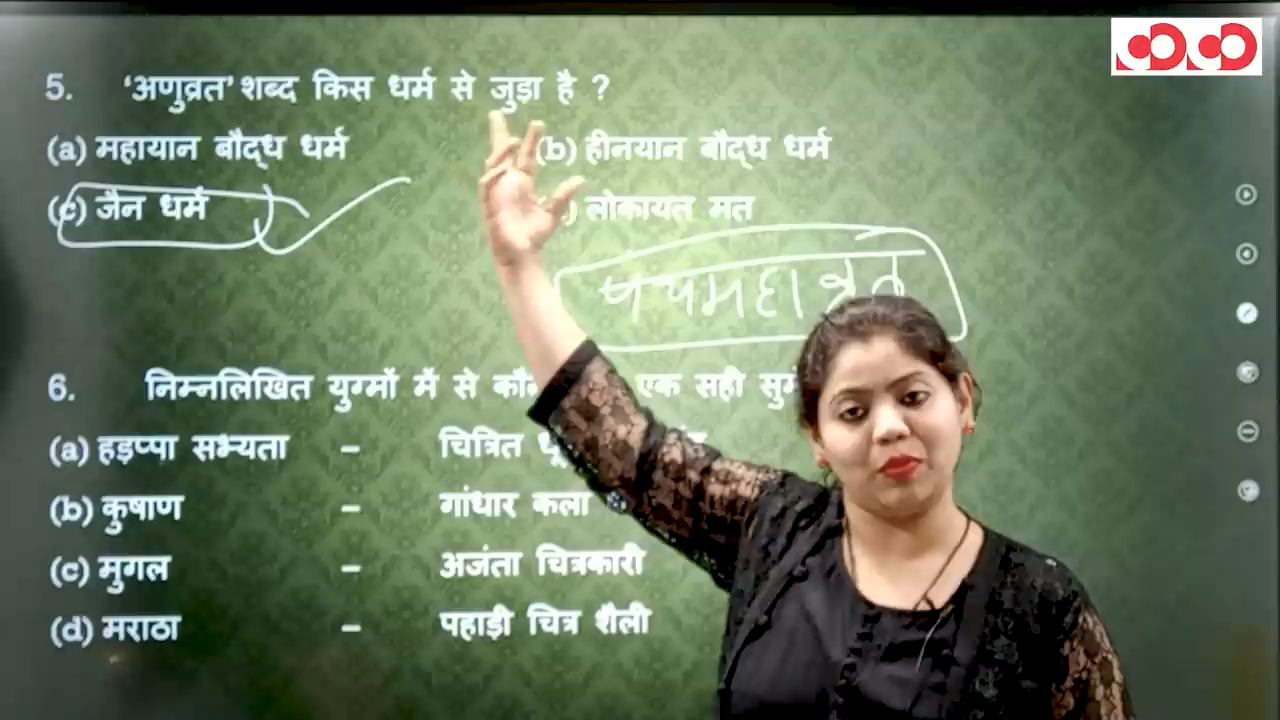 5. 'अणुव्रत' शब्द किस धर्म से जुड़ा है ?
(a) महायान बौद्ध धर्म (b) हीनयान बौद्ध धर्म
(c) जैन धर्म ) लोकायत मत
पंचमहाव्रत
6. निम्नलिखित युग्मों में से एक सही
(a) हड़प्पा सभ्यता – चित्रित
(b) कुषाण – गांधार कला
(c) मुगल – अजंता चित्रकारी
(d) मराठा – पहाड़ी चित्र शैली